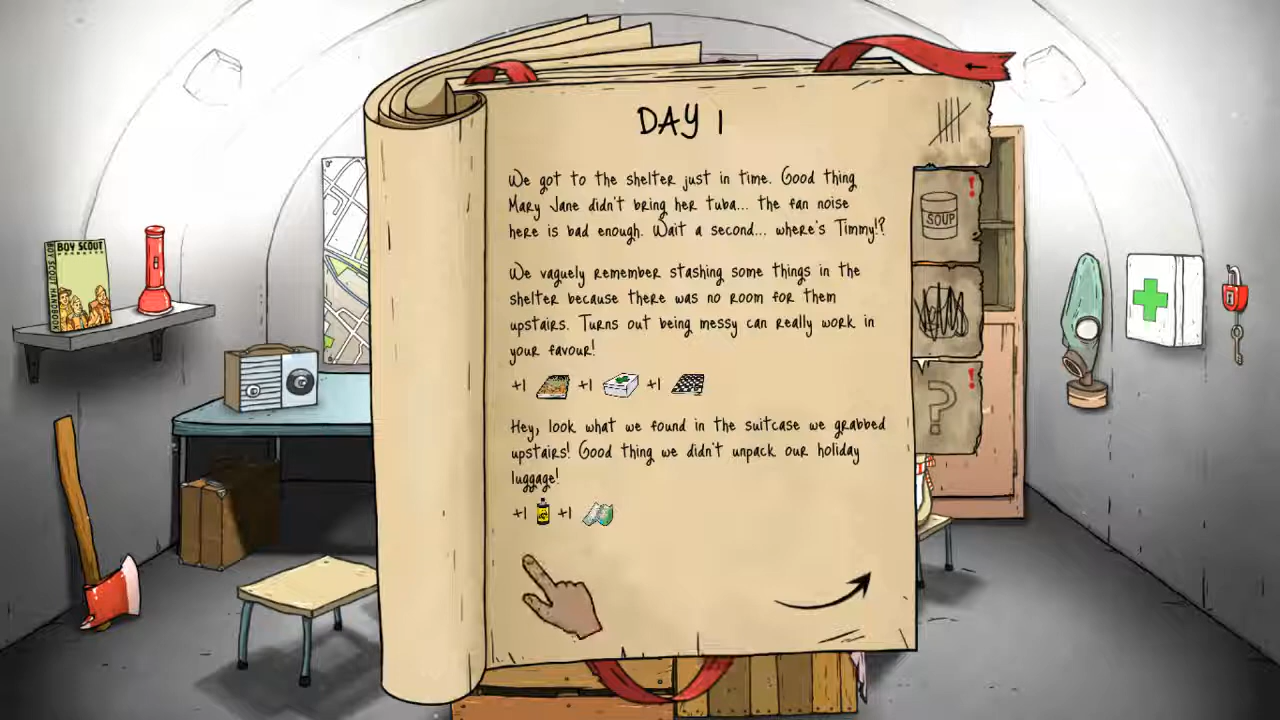 DAY 1
We got to the shelter just in time. Good thing
Mary Jane didn't bring her tuba... the fan noise
here is bad enough. Wait a second... where's Timmy!?
We vaguely remember stashing some things in the
shelter because there was no room for them
upstairs. Turns out being messy can really work in
your favour!
+1 +1 +1
Hey, look what we found in the suitcase we grabbed
upstairs! Good thing we didn't unpack our holiday
luggage!
+1 +1
SOUP
!
?
!
BOY SCOUT
BOY SCOUT HANDBOOK